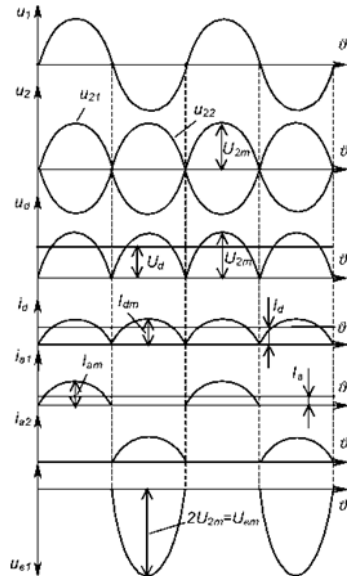 u1
ϑ
u2
u21
u22
ϑ
U2m
ud
ϑ
Ud
U2m
id
Idm
Id
ϑ
ia1
Iam
Ia
ϑ
ia2
ϑ
ϑ
2U2m=Uem
ue1